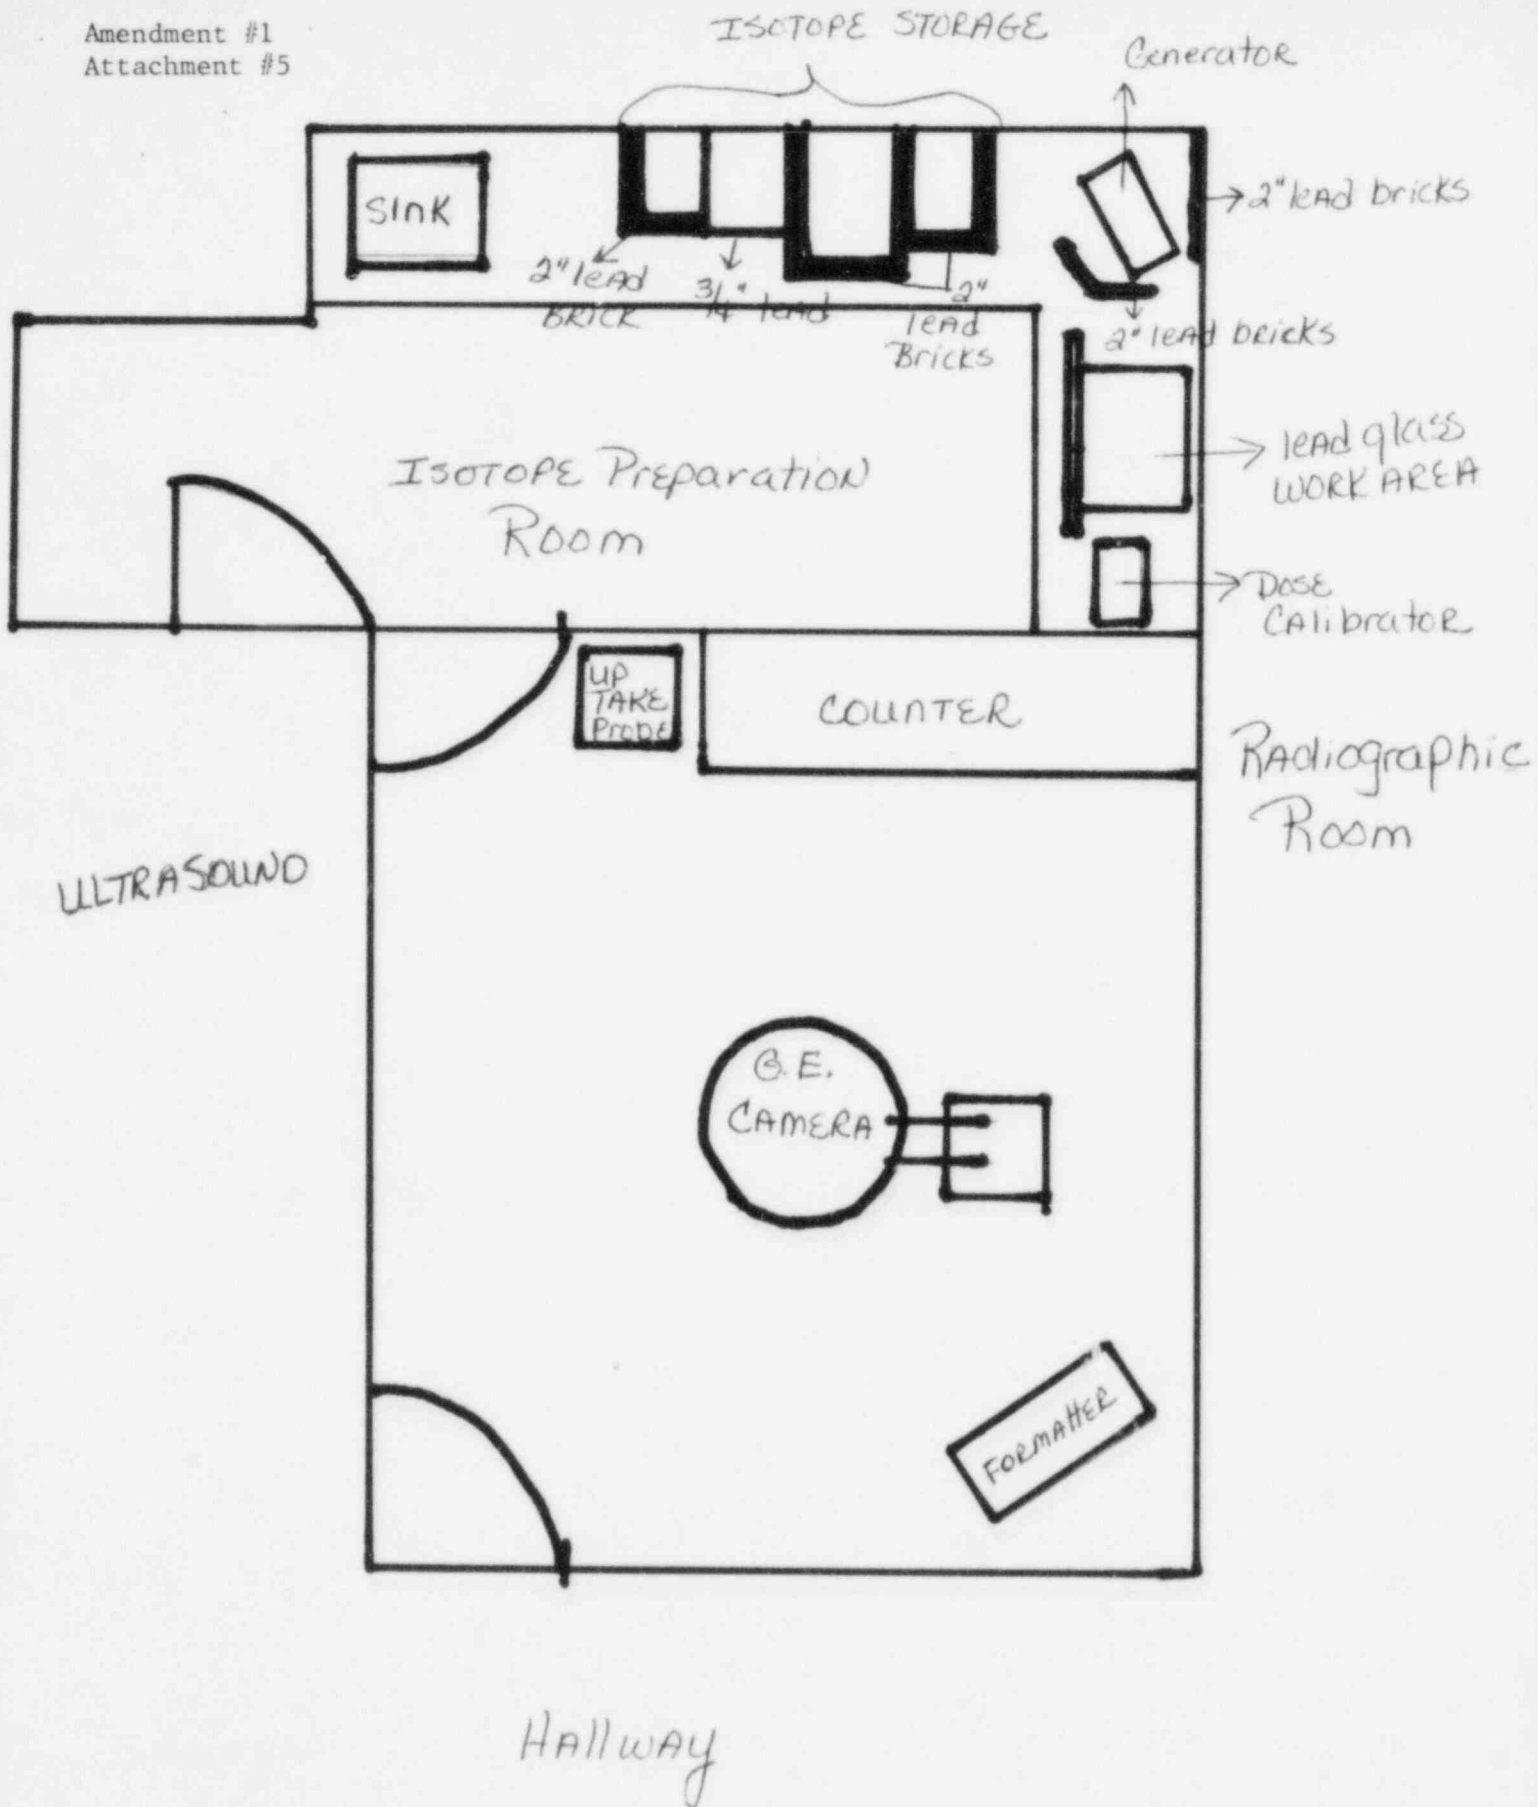 Amendment #1
Attachment #5
ISOTOPE STORAGE
Generator
SINK
2" lead bricks
2" lead
BRICK
3/4" lead
2"
lead
Bricks
2" lead bricks
lead glass
WORK AREA
ISOTOPE Preparation
Room
Dose
CAlibrator
UP
TAKE
Probe
COUNTER
RAdiographic
Room
ULTRASOUND
G.E.
CAMERA
FORMATTER
HAllway